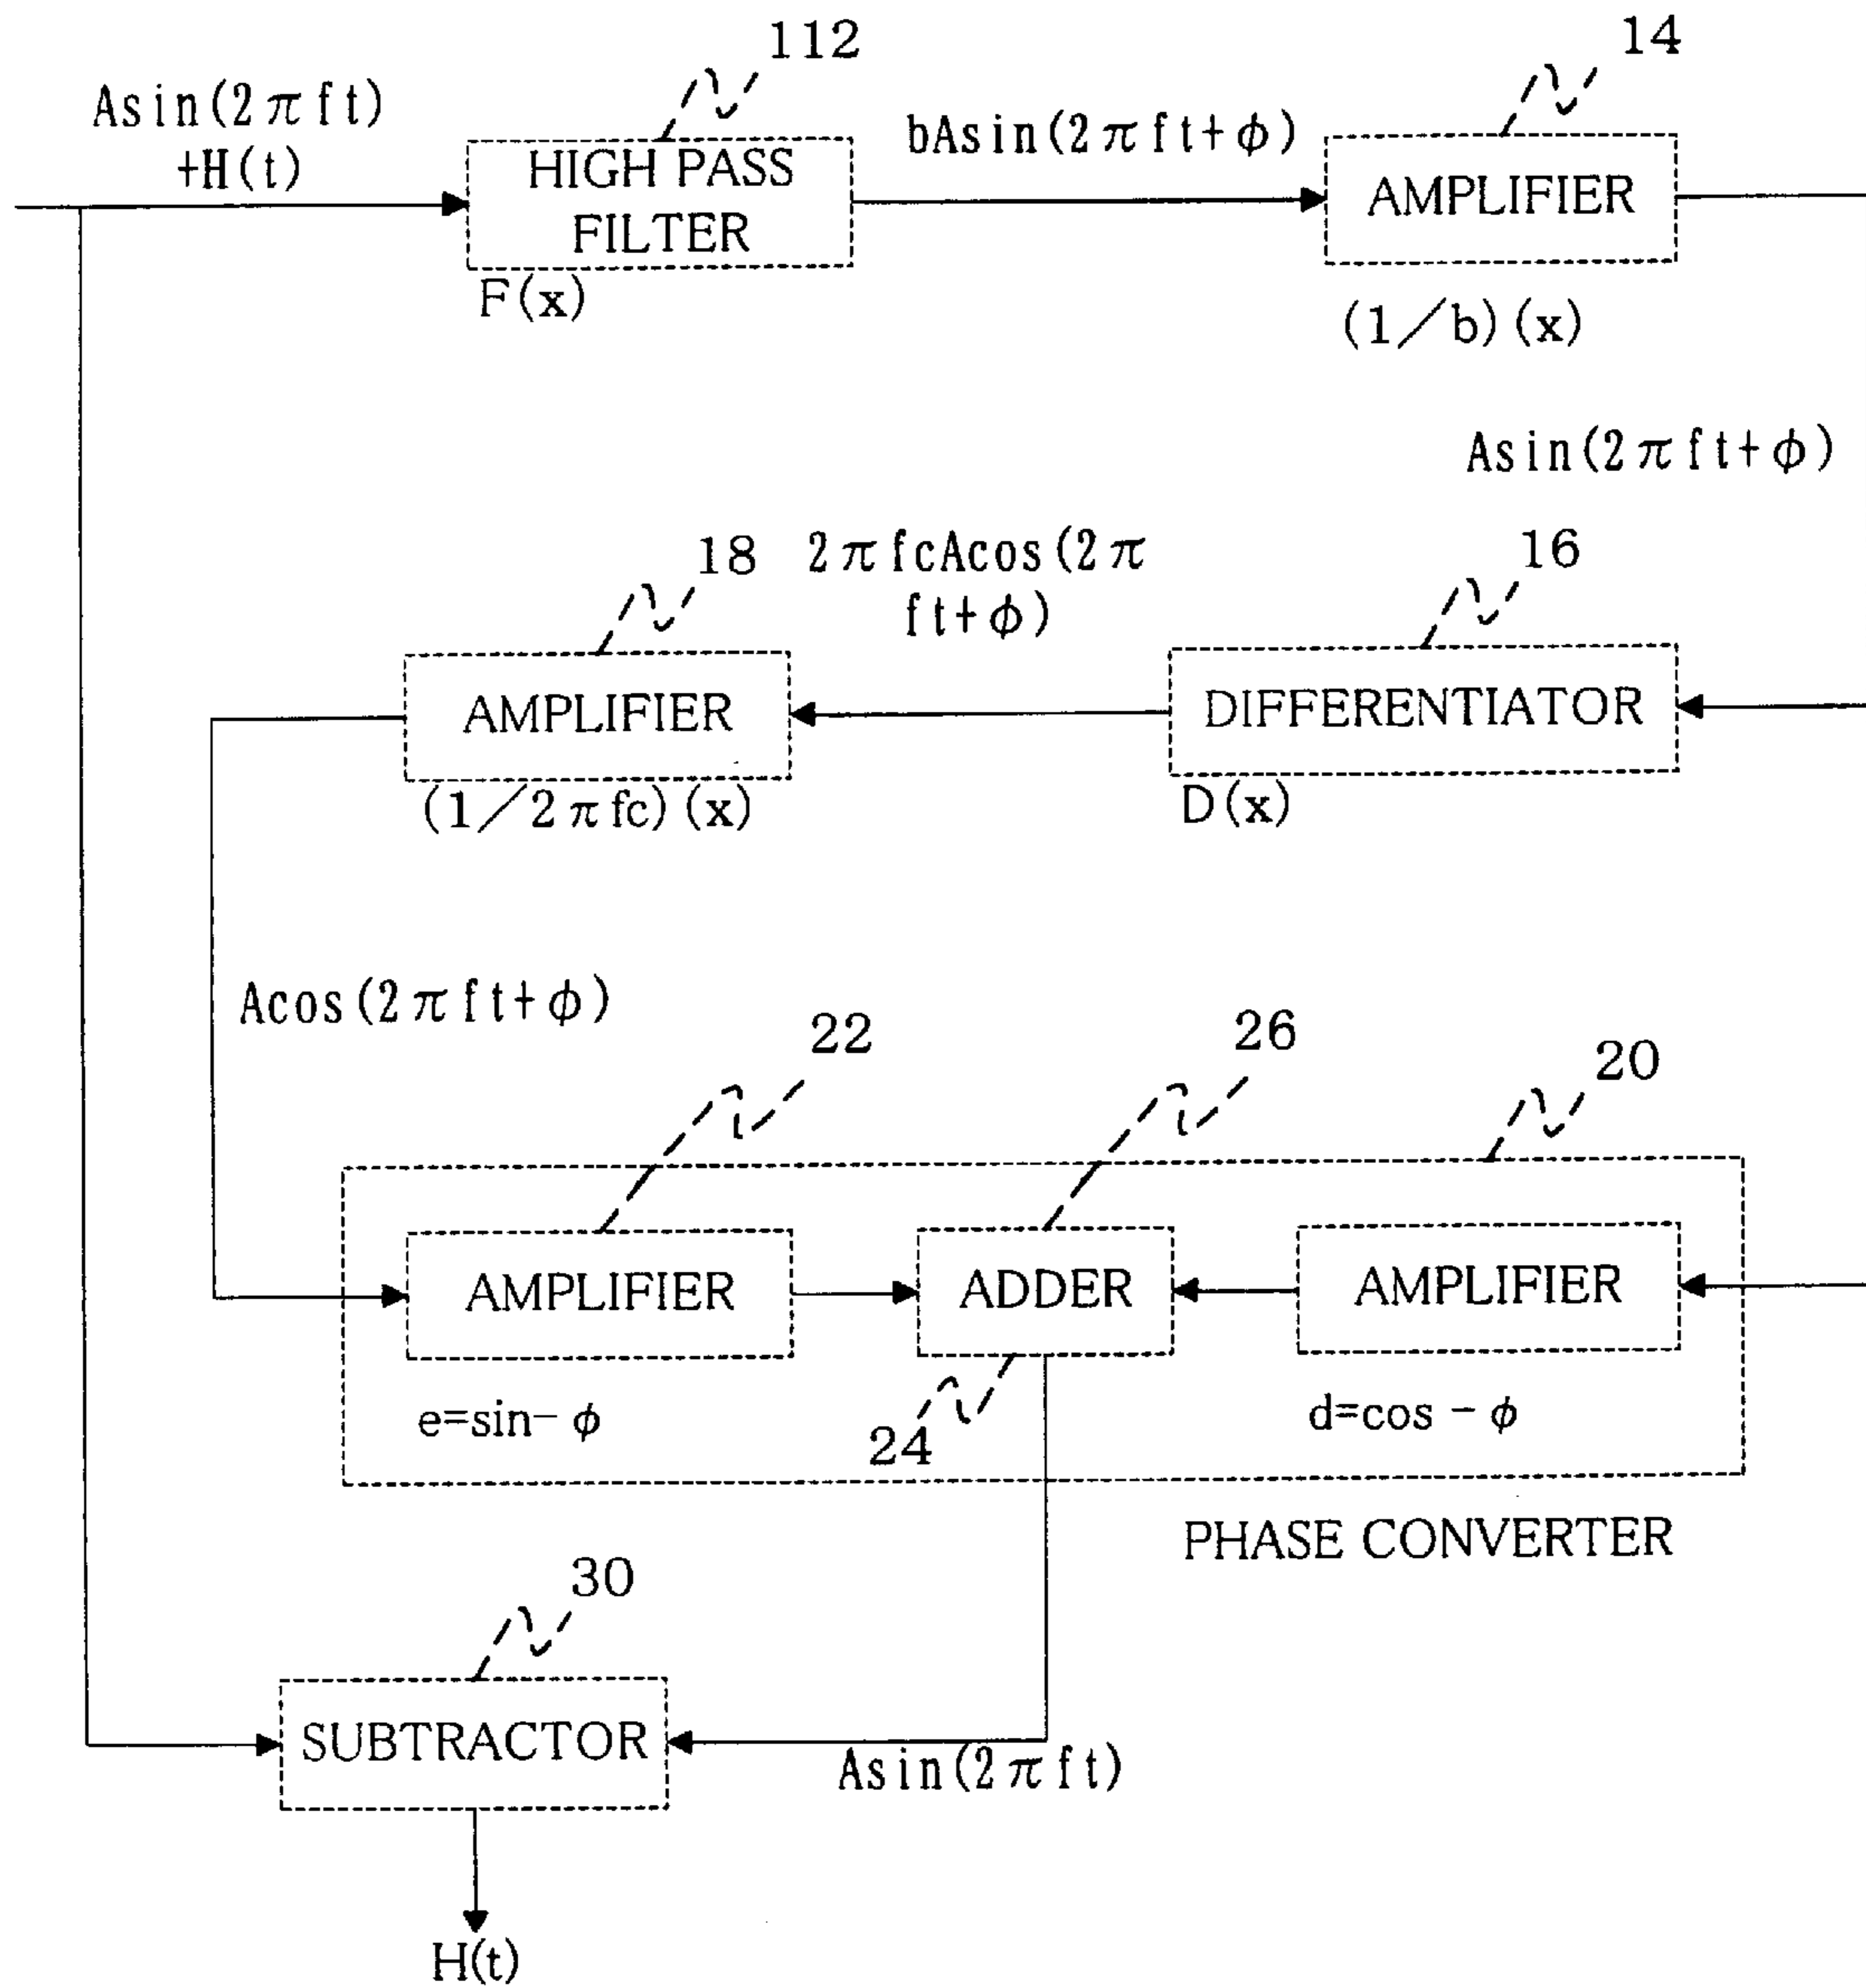 112
14
Asin(2πft)
+H(t)
bAsin(2πft+φ)
HIGH PASS
FILTER
AMPLIFIER
F(x)
(1/b)(x)
Asin(2πft+φ)
18
2πfcAcos(2π
ft+φ)
16
AMPLIFIER
DIFFERENTIATOR
(1/2πfc)(x)
D(x)
Acos(2πft+φ)
22
26
20
AMPLIFIER
ADDER
AMPLIFIER
e=sin-φ
24
d=cos-φ
PHASE CONVERTER
30
SUBTRACTOR
Asin(2πft)
H(t)